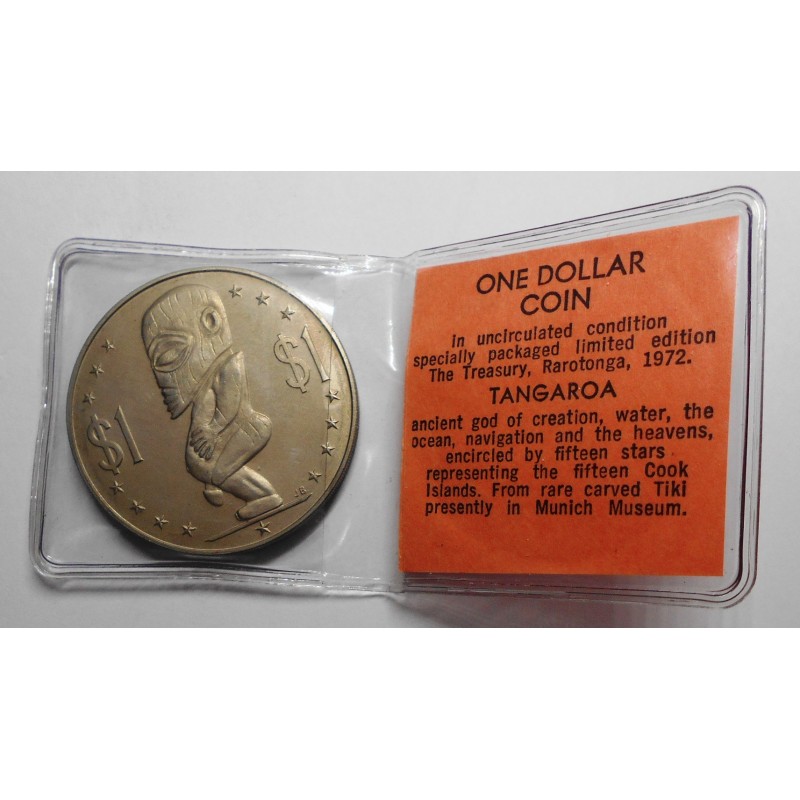 $1
$1
JB
ONE DOLLAR
COIN
in uncirculated condition
specially packaged limited edition
The Treasury, Rarotonga, 1972.
TANGAROA
ancient god of creation, water, the
ocean, navigation and the heavens,
encircled by fifteen stars
representing the fifteen Cook
Islands. From rare carved Tiki
presently in Munich Museum.